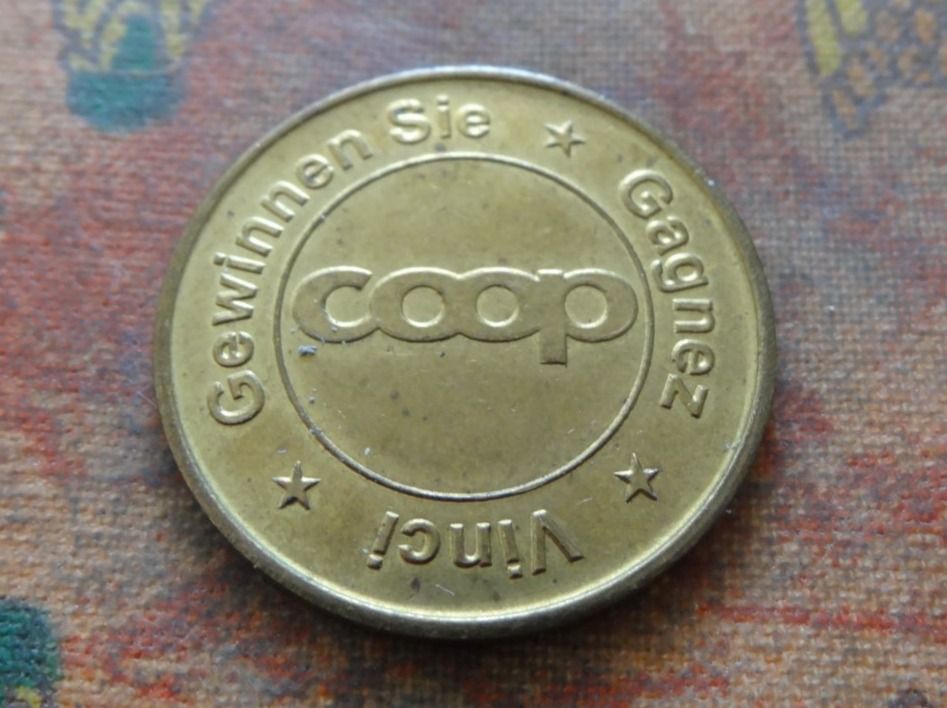 Gewinnen Sie
Gagnez
Vinci
coop